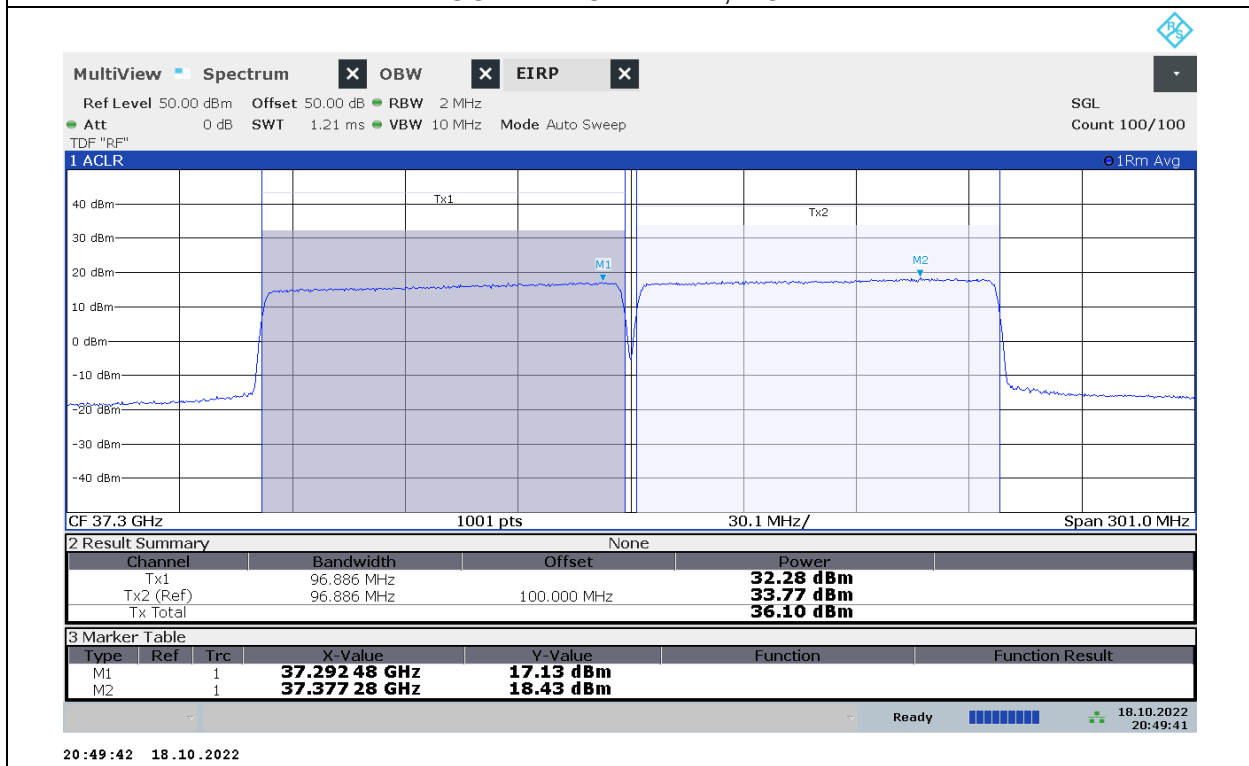 R&S
MultiView Spectrum X OBW X EIRP X
Ref Level 50.00 dBm Offset 50.00 dB RBW 2 MHz SGL
Att 0 dB SWT 1.21 ms VBW 10 MHz Mode Auto Sweep Count 100/100
TDF "RF"
1 ACLR 1Rm Avg
Tx1
40 dBm
Tx2
30 dBm
M1 M2
20 dBm
10 dBm
0 dBm
-10 dBm
-20 dBm
-30 dBm
-40 dBm
CF 37.3 GHz 1001 pts 30.1 MHz/ Span 301.0 MHz
2 Result Summary None
Channel Bandwidth Offset Power
Tx1 96.886 MHz 32.28 dBm
Tx2 (Ref) 96.886 MHz 100.000 MHz 33.77 dBm
Tx Total 36.10 dBm
3 Marker Table
Type Ref Trc X-Value Y-Value Function Function Result
M1 1 37.292 48 GHz 17.13 dBm
M2 1 37.377 28 GHz 18.43 dBm
Ready 18.10.2022
20:49:41
20:49:42 18.10.2022